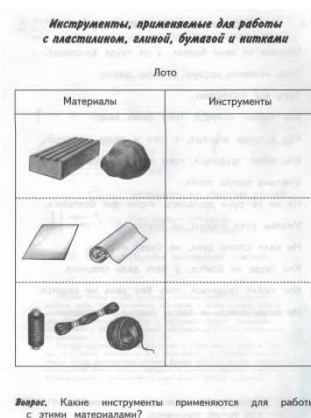 Инструменты, применяемые для работы
с пластилином, глиной, бумагой и нитками
Лото
Материалы Инструменты
Вопрос. Какие инструменты применяются для работы
с этими материалами?